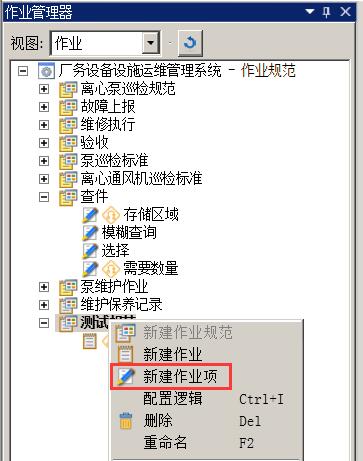 作业管理器
视图: 作业
厂务设备设施运维管理系统 - 作业规范
离心泵巡检规范
故障上报
维修执行
验收
泵巡检标准
离心通风机巡检标准
查件
存储区域
模糊查询
选择
需要数量
泵维护作业
维护保养记录
测试
新建作业规范
新建作业
新建作业项
配置逻辑 Ctrl+I
删除 Del
重命名 F2